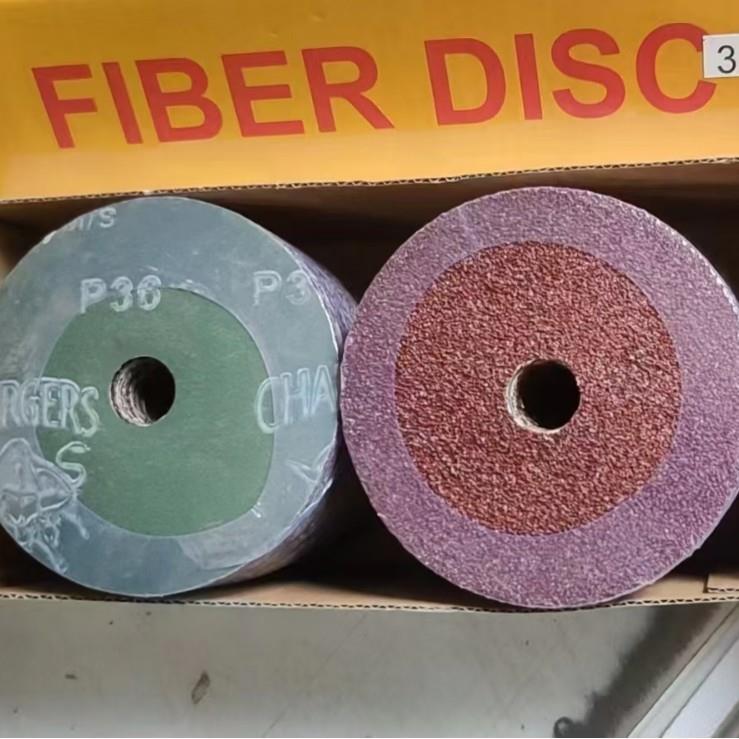 FIBER DISC
3
M/S
P36 P3
RGERS CHA
S